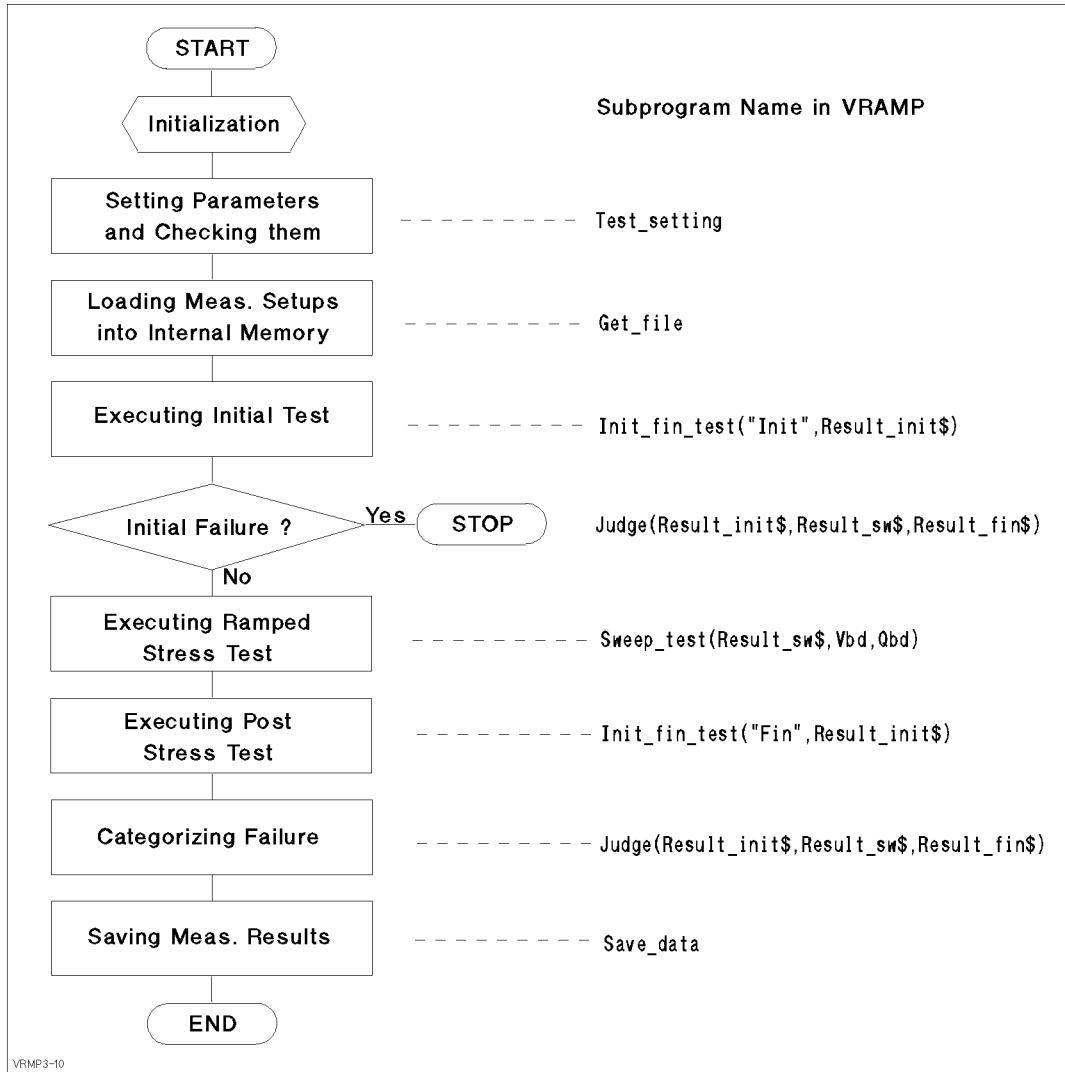 START
Initialization
Subprogram Name in VRAMP
Setting Parameters
and Checking them
Test_setting
Loading Meas. Setups
into Internal Memory
Get_file
Executing Initial Test
Init_fin_test("Init",Result_init$)
Initial Failure ?
Yes
STOP
Judge(Result_init$,Result_sw$,Result_fin$)
No
Executing Ramped
Stress Test
Sweep_test(Result_sw$,Vbd,Qbd)
Executing Post
Stress Test
Init_fin_test("Fin",Result_init$)
Categorizing Failure
Judge(Result_init$,Result_sw$,Result_fin$)
Saving Meas. Results
Save_data
END
VRMP3-10